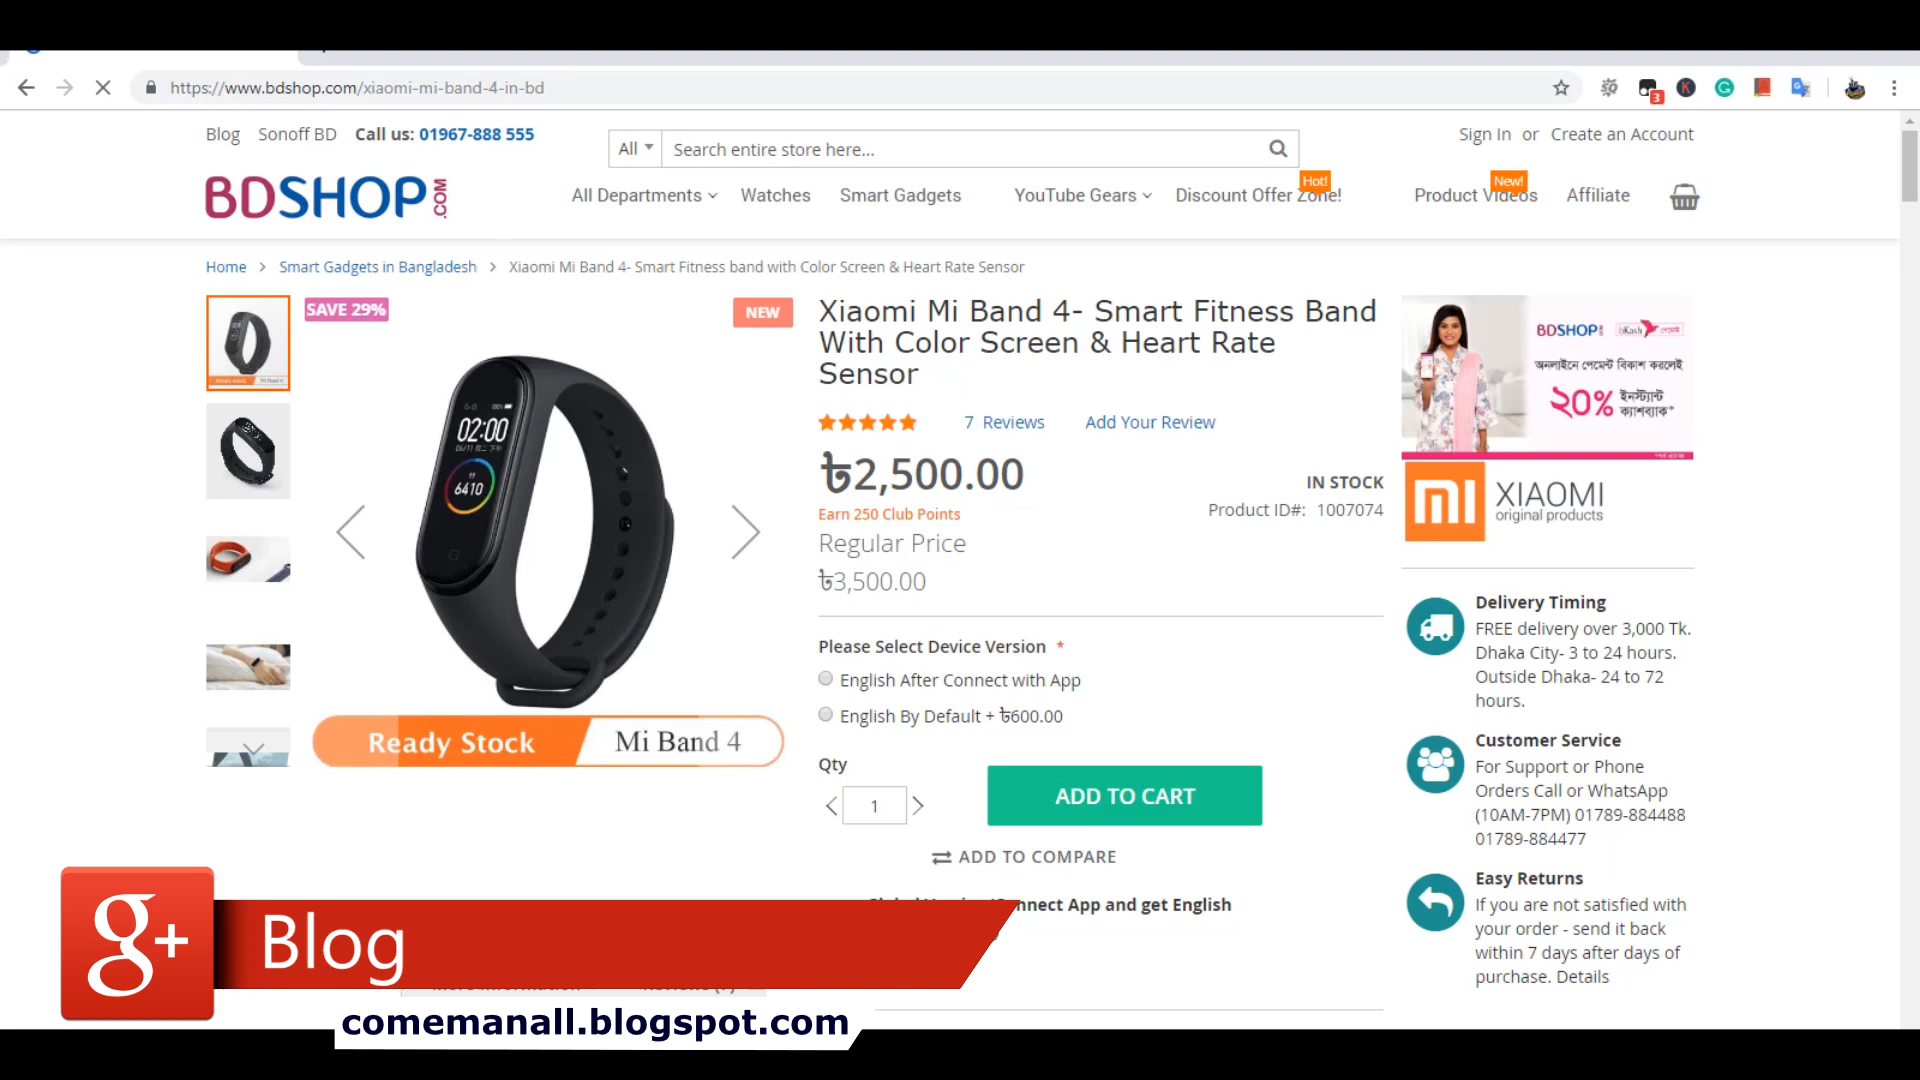 https://www.bdshop.com/xiaomi-mi-band-4-in-bd
3
Blog Sonoff BD Call us: 01967-888 555
All Search entire store here...
Sign In or Create an Account
BDSHOP.COM
All Departments Watches Smart Gadgets YouTube Gears Discount Offer Zone! Hot! Product Videos New! Affiliate
Home > Smart Gadgets in Bangladesh > Xiaomi Mi Band 4- Smart Fitness band with Color Screen & Heart Rate Sensor
SAVE 29%
NEW
02:00
6410
Ready Stock Mi Band 4
Xiaomi Mi Band 4- Smart Fitness Band
With Color Screen & Heart Rate
Sensor
7 Reviews Add Your Review
৳2,500.00
IN STOCK
Earn 250 Club Points
Product ID#: 1007074
Regular Price
৳3,500.00
Please Select Device Version *
English After Connect with App
English By Default + ৳600.00
Qty
1
ADD TO CART
ADD TO COMPARE
Connect App and get English
BDSHOP bKash পেমেন্ট
অনলাইনে পেমেন্ট বিকাশ করলেই
২০% ইনস্ট্যান্ট
ক্যাশব্যাক*
mi XIAOMI
original products
Delivery Timing
FREE delivery over 3,000 Tk.
Dhaka City- 3 to 24 hours.
Outside Dhaka- 24 to 72
hours.
Customer Service
For Support or Phone
Orders Call or WhatsApp
(10AM-7PM) 01789-884488
01789-884477
Easy Returns
If you are not satisfied with
your order - send it back
within 7 days after days of
purchase. Details
g+ Blog
comemanall.blogspot.com